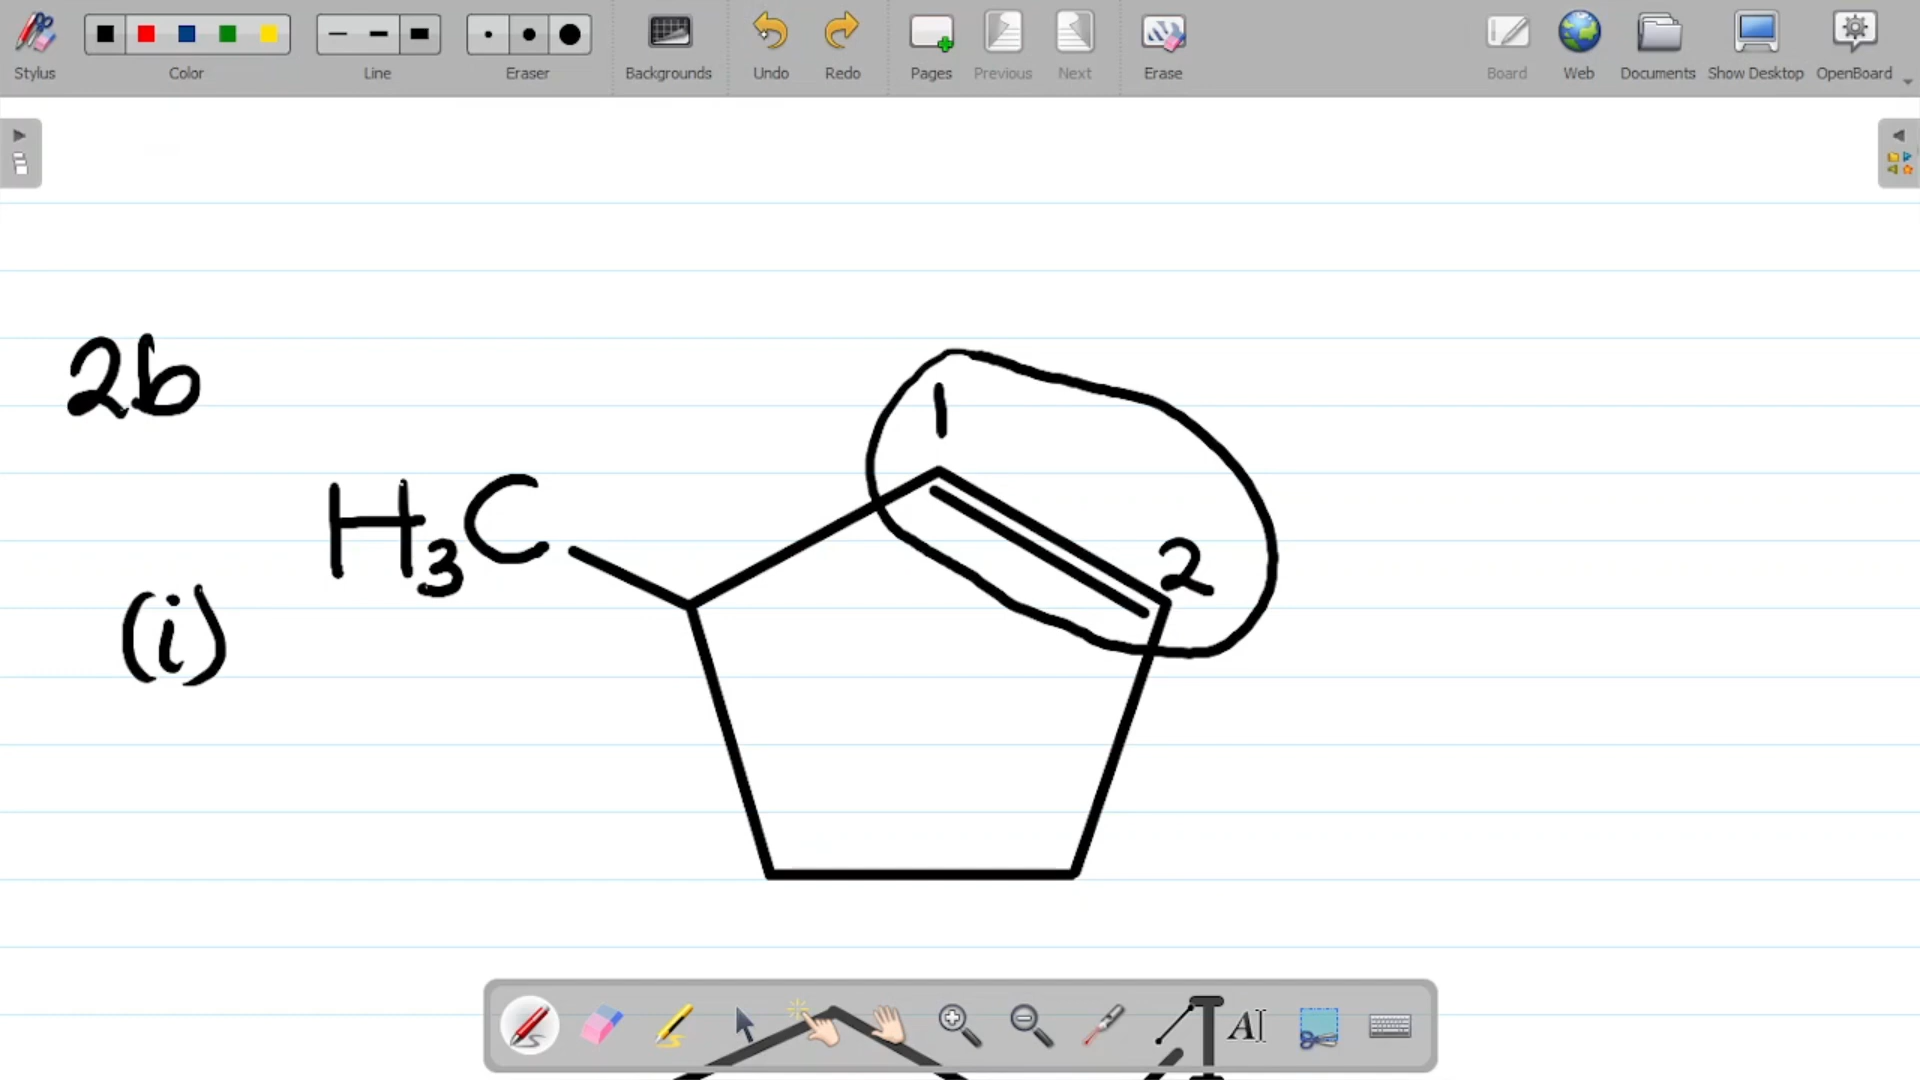 Stylus Color Line Eraser Backgrounds Undo Redo Pages Previous Next Erase Board Web Documents Show Desktop OpenBoard
2b
1
H₃C
2
(i)
A